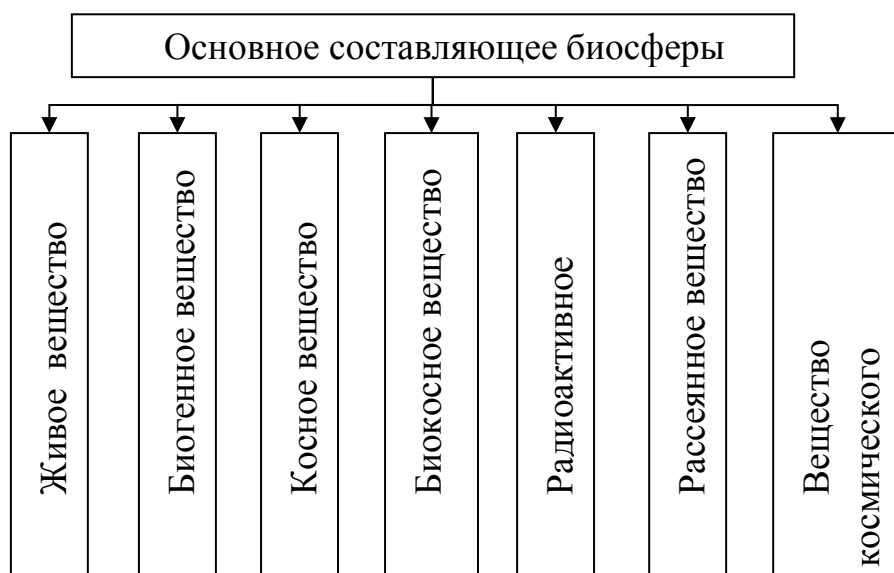 Основное составляющее биосферы
Живое вещество
Биогенное вещество
Косное вещество
Биокосное вещество
Радиоактивное
Рассеянное вещество
Вещество
космического